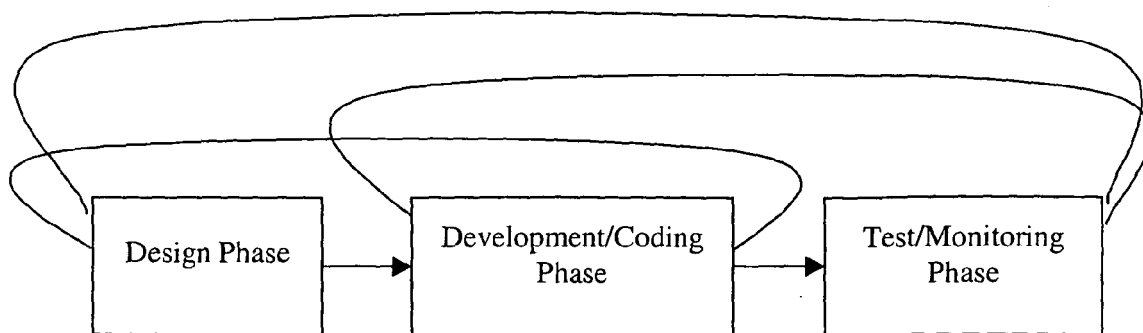 Design Phase
Development/Coding
Phase
Test/Monitoring
Phase